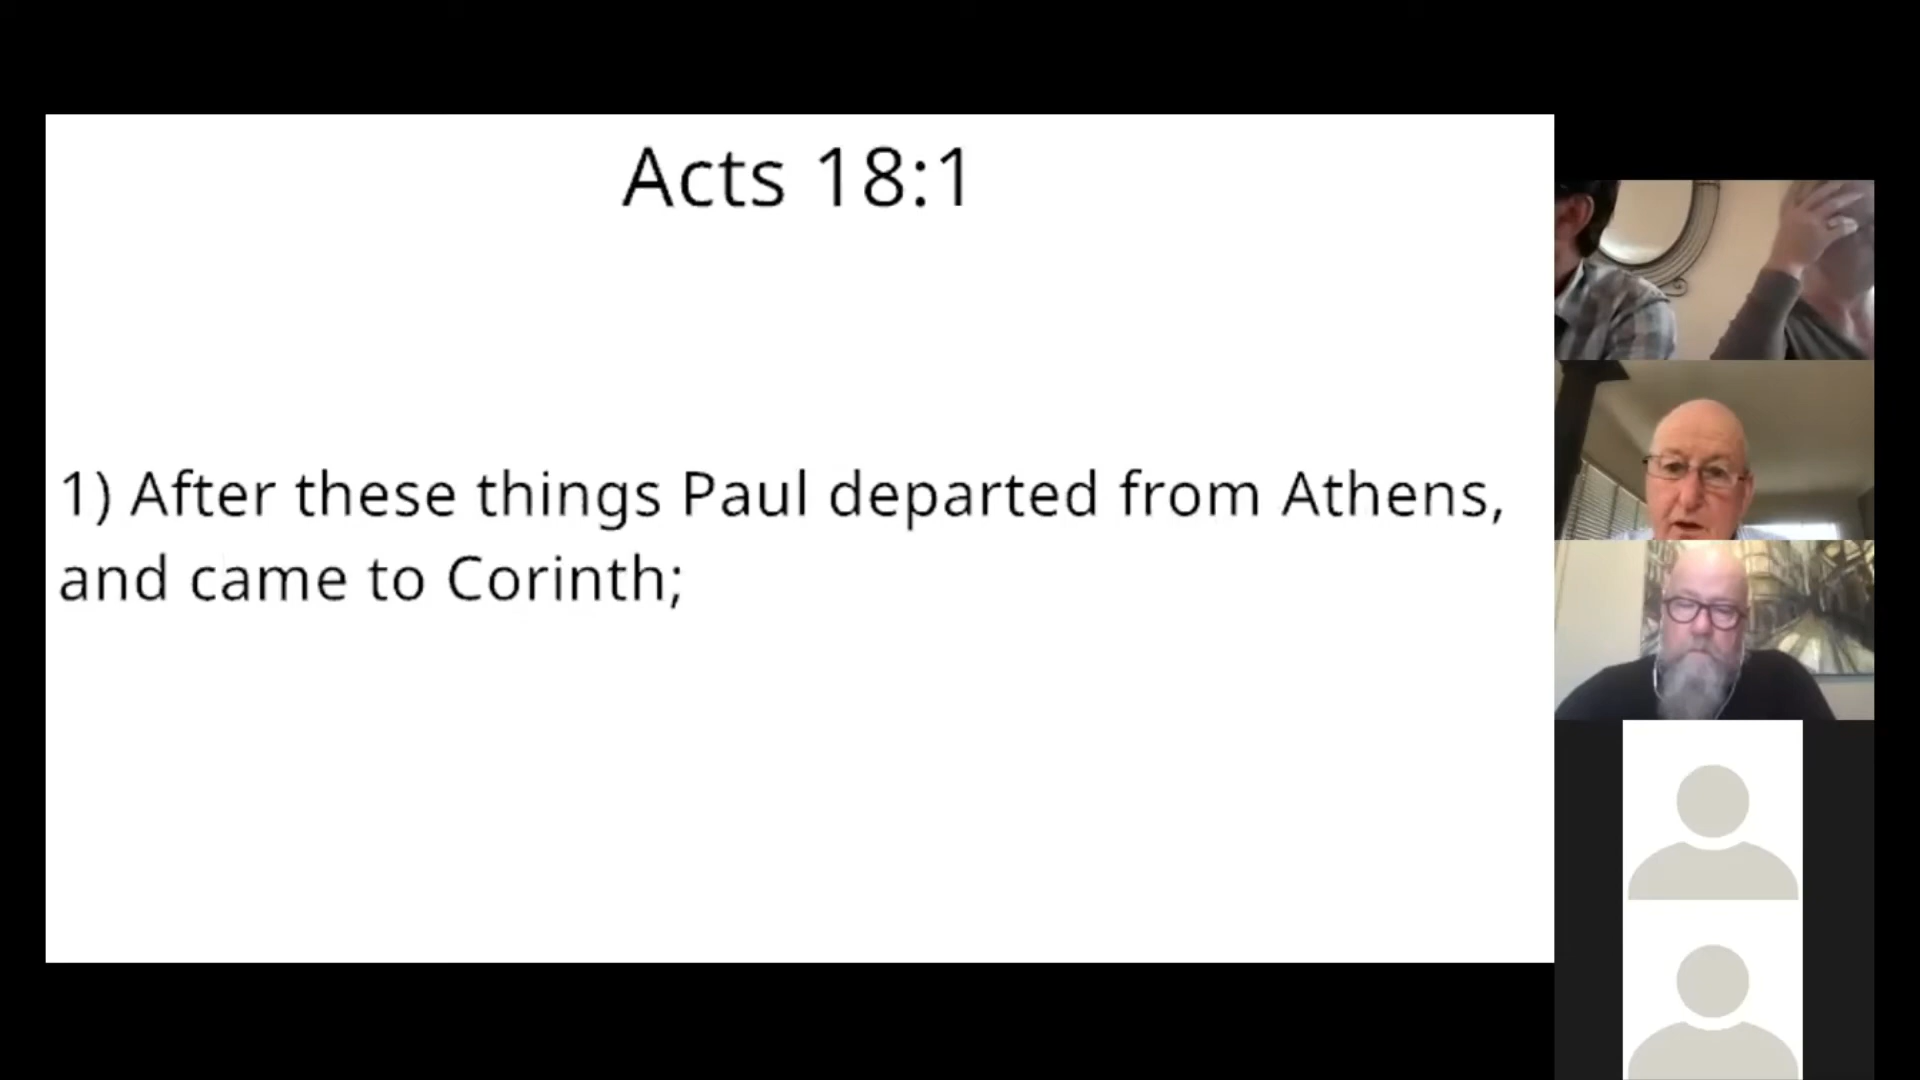 Acts 18:1
1) After these things Paul departed from Athens,
and came to Corinth;